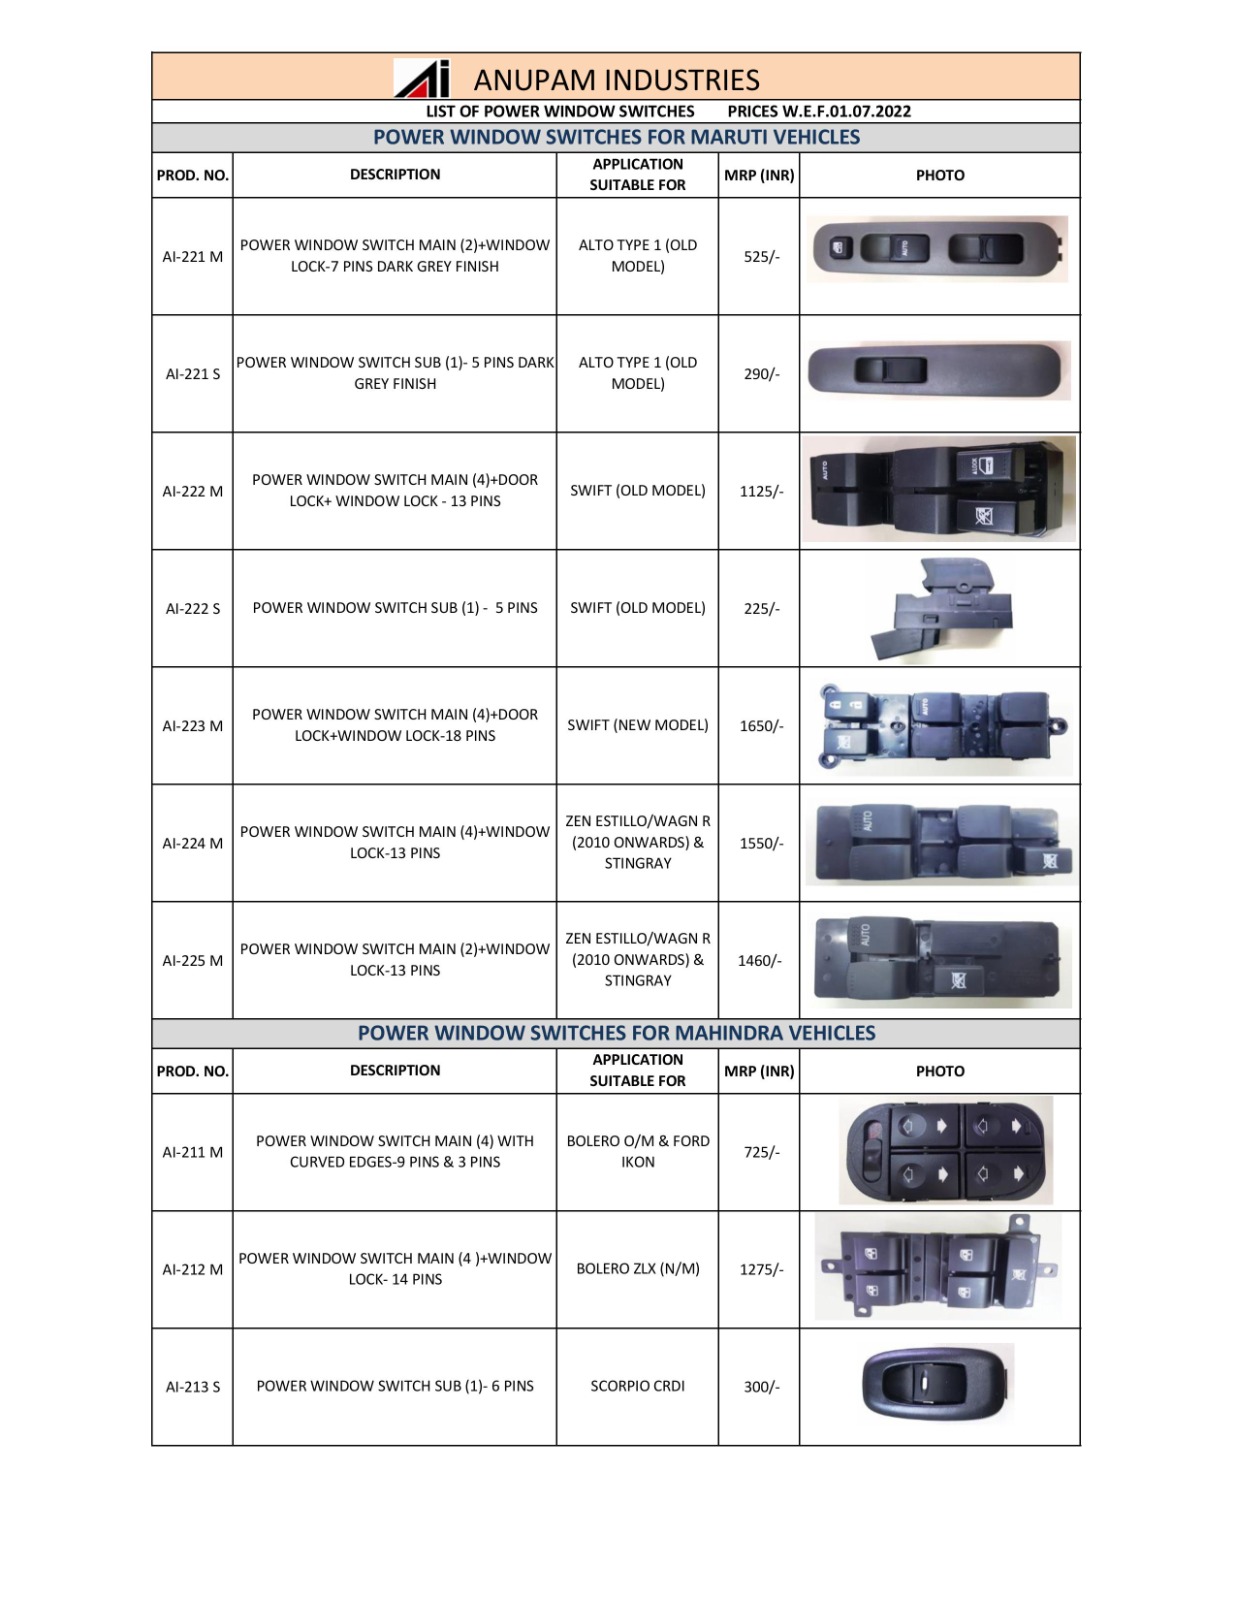 Ai ANUPAM INDUSTRIES
LIST OF POWER WINDOW SWITCHES PRICES W.E.F.01.07.2022
POWER WINDOW SWITCHES FOR MARUTI VEHICLES
PROD. NO. DESCRIPTION APPLICATION SUITABLE FOR MRP (INR) PHOTO
AI-221 M POWER WINDOW SWITCH MAIN (2)+WINDOW LOCK-7 PINS DARK GREY FINISH ALTO TYPE 1 (OLD MODEL) 525/-
AUTO
AI-221 S POWER WINDOW SWITCH SUB (1)- 5 PINS DARK GREY FINISH ALTO TYPE 1 (OLD MODEL) 290/-
AI-222 M POWER WINDOW SWITCH MAIN (4)+DOOR LOCK+ WINDOW LOCK - 13 PINS SWIFT (OLD MODEL) 1125/-
AUTO
LOCK
AI-222 S POWER WINDOW SWITCH SUB (1) - 5 PINS SWIFT (OLD MODEL) 225/-
AI-223 M POWER WINDOW SWITCH MAIN (4)+DOOR LOCK+WINDOW LOCK-18 PINS SWIFT (NEW MODEL) 1650/-
AUTO
AI-224 M POWER WINDOW SWITCH MAIN (4)+WINDOW LOCK-13 PINS ZEN ESTILLO/WAGN R (2010 ONWARDS) & STINGRAY 1550/-
AUTO
AI-225 M POWER WINDOW SWITCH MAIN (2)+WINDOW LOCK-13 PINS ZEN ESTILLO/WAGN R (2010 ONWARDS) & STINGRAY 1460/-
AUTO
POWER WINDOW SWITCHES FOR MAHINDRA VEHICLES
PROD. NO. DESCRIPTION APPLICATION SUITABLE FOR MRP (INR) PHOTO
AI-211 M POWER WINDOW SWITCH MAIN (4) WITH CURVED EDGES-9 PINS & 3 PINS BOLERO O/M & FORD IKON 725/-
AI-212 M POWER WINDOW SWITCH MAIN (4 )+WINDOW LOCK- 14 PINS BOLERO ZLX (N/M) 1275/-
AI-213 S POWER WINDOW SWITCH SUB (1)- 6 PINS SCORPIO CRDI 300/-